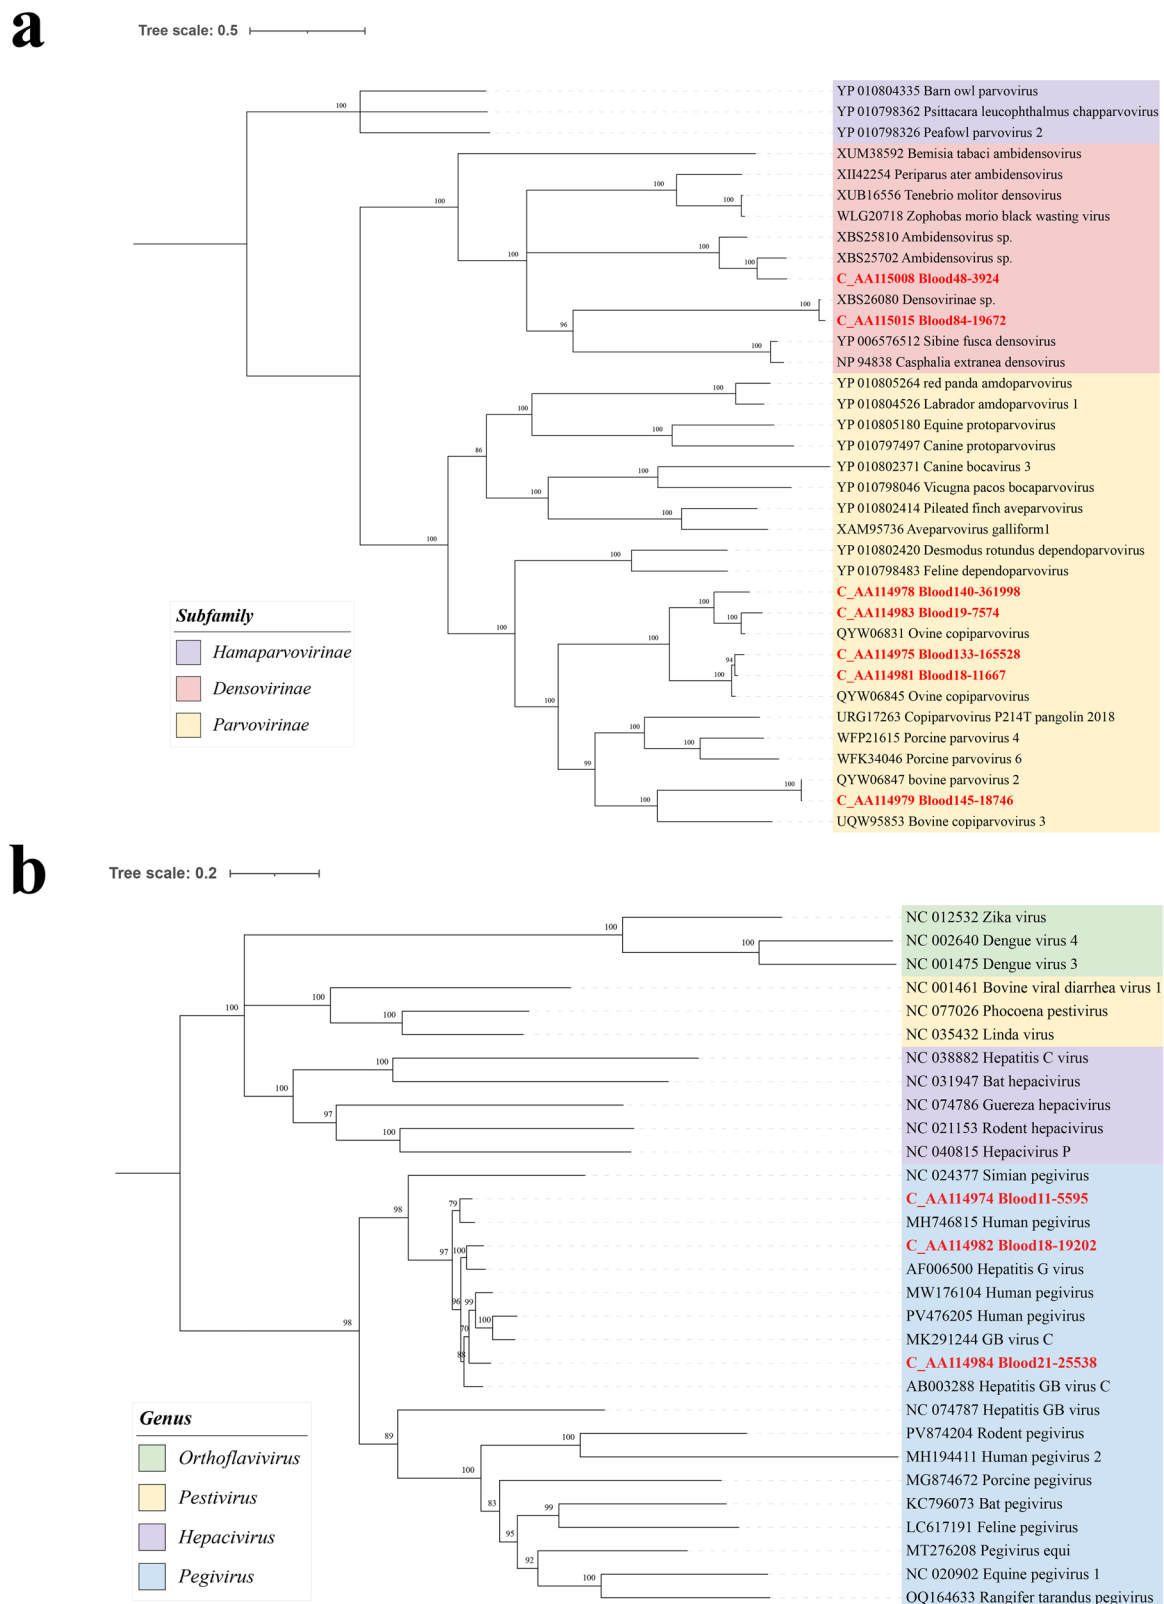 a
Tree scale: 0.5
100
YP 010804335 Barn owl parvovirus
YP 010798362 Psittacara leucophthalmus chapparvovirus
YP 010798326 Peafowl parvovirus 2
XUM38592 Bemisia tabaci ambidensovirus
100
XII42254 Periparus ater ambidensovirus
100
XUB16556 Tenebrio molitor densovirus
100
WLG20718 Zophobas morio black wasting virus
100
XBS25810 Ambidensovirus sp.
100
XBS25702 Ambidensovirus sp.
100
C_AA115008 Blood48-3924
XBS26080 Densovirinae sp.
100
C_AA115015 Blood84-19672
96
YP 006576512 Sibine fusca densovirus
100
NP 94838 Casphalia extranea densovirus
YP 010805264 red panda amdoparvovirus
100
YP 010804526 Labrador amdoparvovirus 1
100
YP 010805180 Equine protoparvovirus
100
YP 010797497 Canine protoparvovirus
86
YP 010802371 Canine bocavirus 3
100
YP 010798046 Vicugna pacos bocaparvovirus
100
YP 010802414 Pileated finch aveparvovirus
100
XAM95736 Aveparvovirus galliform1
100
YP 010802420 Desmodus rotundus dependoparvovirus
100
YP 010798483 Feline dependoparvovirus
C_AA114978 Blood140-361998
100
C_AA114983 Blood19-7574
100
QYW06831 Ovine copiparvovirus
100
C_AA114975 Blood133-165528
94
C_AA114981 Blood18-11667
100
QYW06845 Ovine copiparvovirus
100
URG17263 Copiparvovirus P214T pangolin 2018
100
WFP21615 Porcine parvovirus 4
100
WFK34046 Porcine parvovirus 6
99
QYW06847 bovine parvovirus 2
100
C_AA114979 Blood145-18746
100
UQW95853 Bovine copiparvovirus 3
Subfamily
Hamaparvovirinae
Densovirinae
Parvovirinae
b
Tree scale: 0.2
NC 012532 Zika virus
100
NC 002640 Dengue virus 4
100
NC 001475 Dengue virus 3
NC 001461 Bovine viral diarrhea virus 1
100
NC 077026 Phocoena pestivirus
100
100
NC 035432 Linda virus
NC 038882 Hepatitis C virus
100
NC 031947 Bat hepacivirus
100
NC 074786 Guereza hepacivirus
97
NC 021153 Rodent hepacivirus
100
NC 040815 Hepacivirus P
NC 024377 Simian pegivirus
98
C_AA114974 Blood11-5595
79
MH746815 Human pegivirus
C_AA114982 Blood18-19202
97
100
AF006500 Hepatitis G virus
MW176104 Human pegivirus
96
99
PV476205 Human pegivirus
100
MK291244 GB virus C
70
98
C_AA114984 Blood21-25538
88
AB003288 Hepatitis GB virus C
NC 074787 Hepatitis GB virus
89
PV874204 Rodent pegivirus
100
MH194411 Human pegivirus 2
100
MG874672 Porcine pegivirus
83
KC796073 Bat pegivirus
99
LC617191 Feline pegivirus
95
MT276208 Pegivirus equi
92
NC 020902 Equine pegivirus 1
100
OQ164633 Rangifer tarandus pegivirus
Genus
Orthoflavivirus
Pestivirus
Hepacivirus
Pegivirus